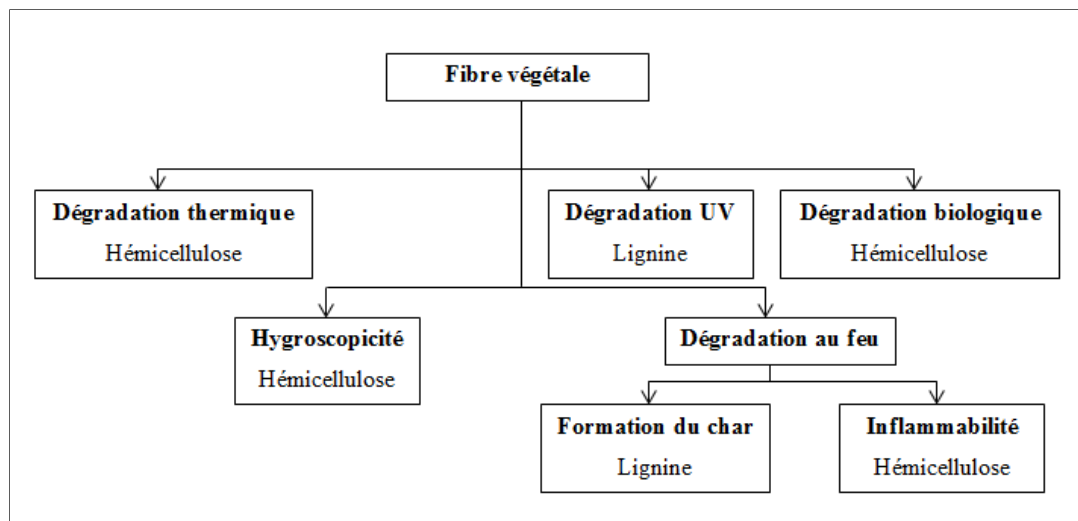 Fibre végétale
Dégradation thermique
Hémicellulose
Dégradation UV
Lignine
Dégradation biologique
Hémicellulose
Hygroscopicité
Hémicellulose
Dégradation au feu
Formation du char
Lignine
Inflammabilité
Hémicellulose